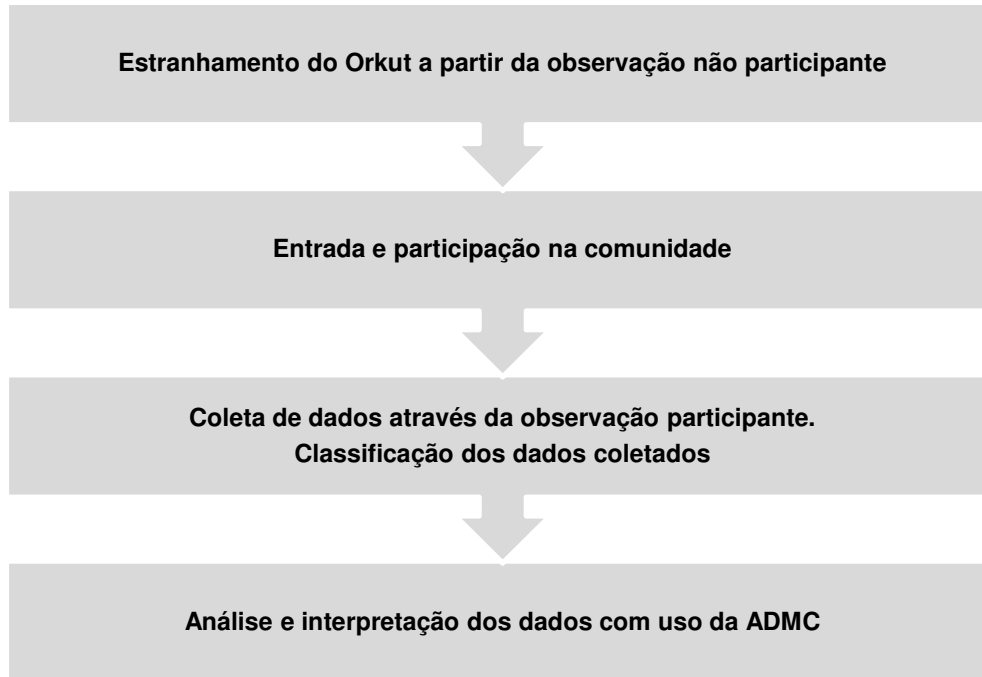 Estranhamento do Orkut a partir da observação não participante
Entrada e participação na comunidade
Coleta de dados através da observação participante.
Classificação dos dados coletados
Análise e interpretação dos dados com uso da ADMC